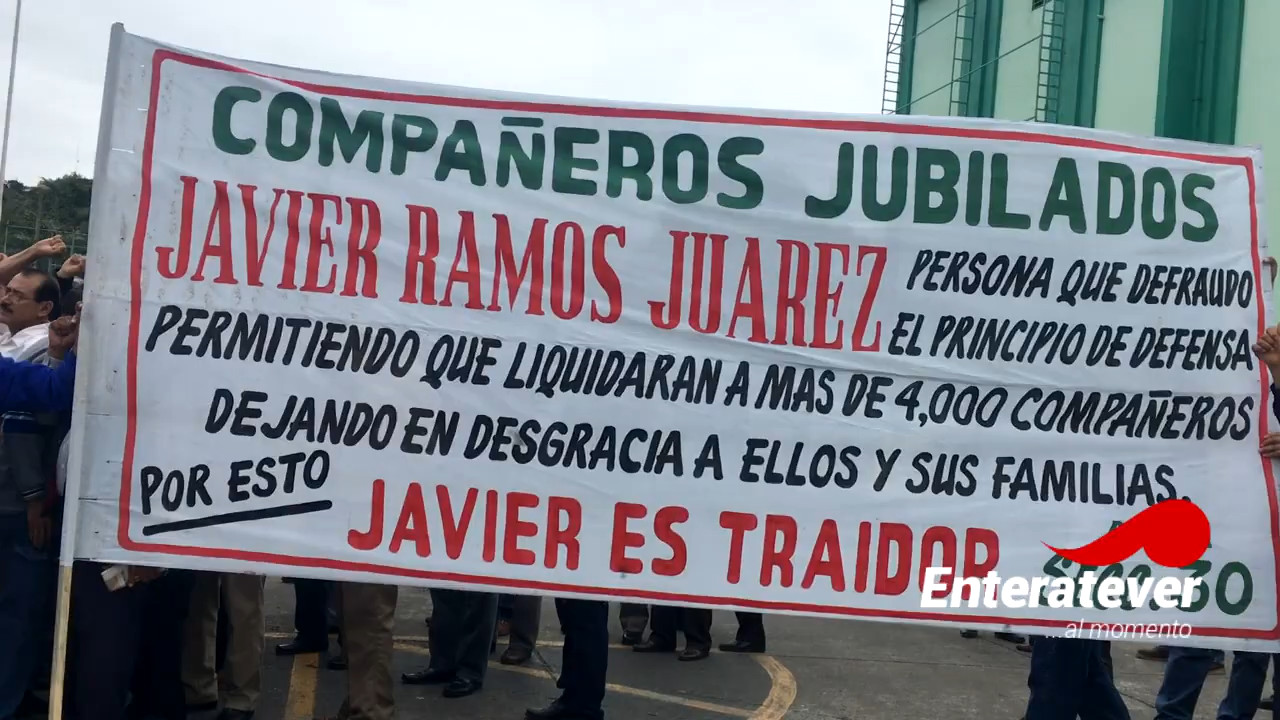 COMPAÑEROS JUBILADOS
JAVIER RAMOS JUAREZ PERSONA QUE DEFRAUDO
EL PRINCIPIO DE DEFENSA
PERMITIENDO QUE LIQUIDARAN A MAS DE 4,000 COMPAÑEROS
DEJANDO EN DESGRACIA A ELLOS Y SUS FAMILIAS.
POR ESTO JAVIER ES TRAIDOR
Enteratever
...al momento